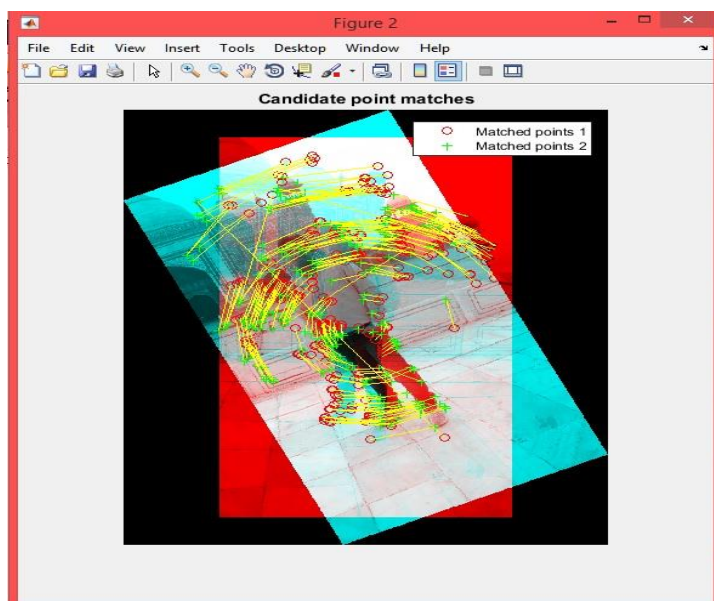 Figure 2
File Edit View Insert Tools Desktop Window Help
Candidate point matches
Matched points 1
Matched points 2